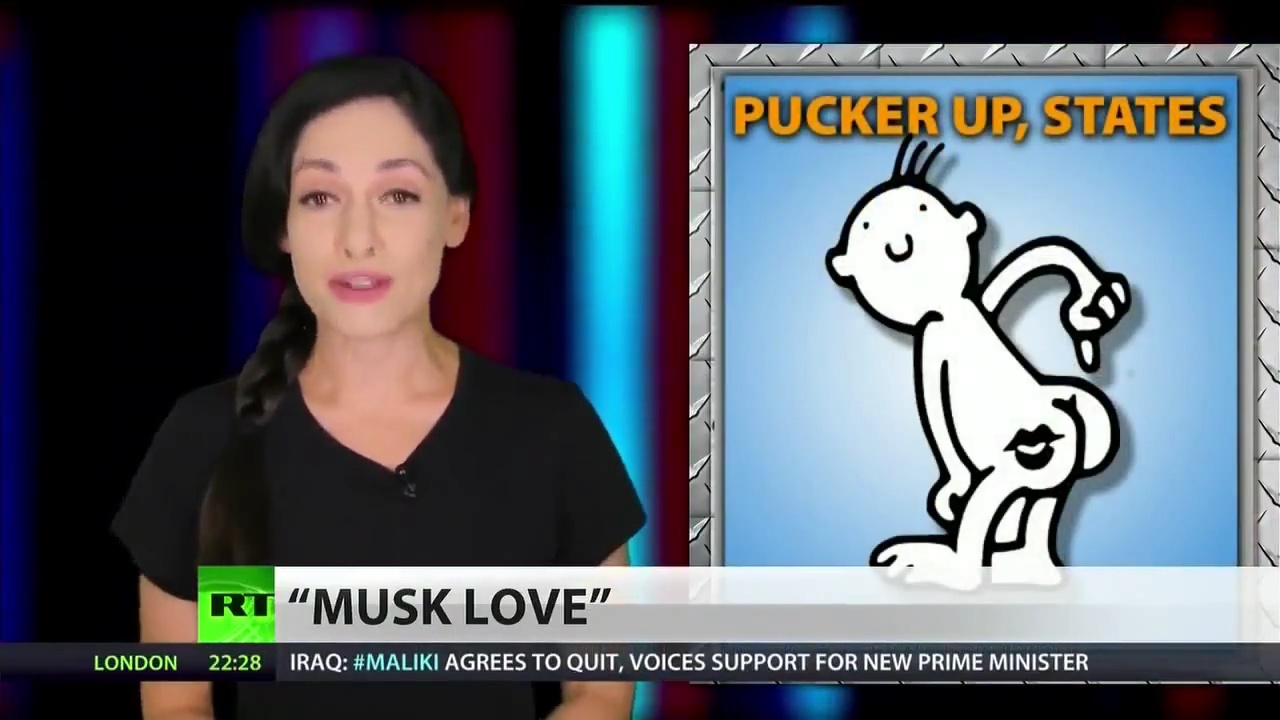 PUCKER UP, STATES
RT
“MUSK LOVE”
LONDON 22:28 IRAQ: #MALIKI AGREES TO QUIT, VOICES SUPPORT FOR NEW PRIME MINISTER